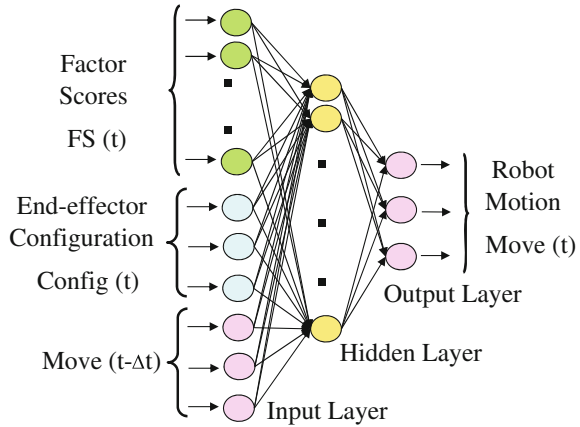 Factor
Scores
FS (t)
End-effector
Configuration
Config (t)
Move (t-Δt)
Input Layer
Hidden Layer
Output Layer
Robot
Motion
Move (t)